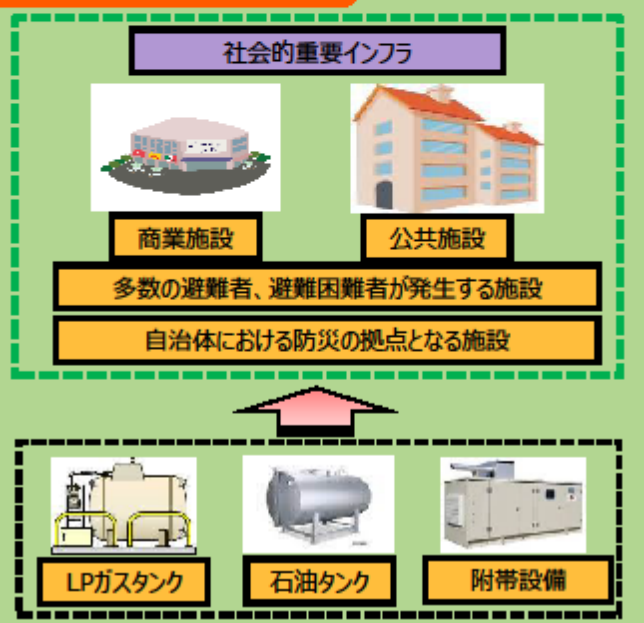 社会的重要インフラ
商業施設
公共施設
多数の避難者、避難困難者が発生する施設
自治体における防災の拠点となる施設
LPガスタンク
石油タンク
附帯設備